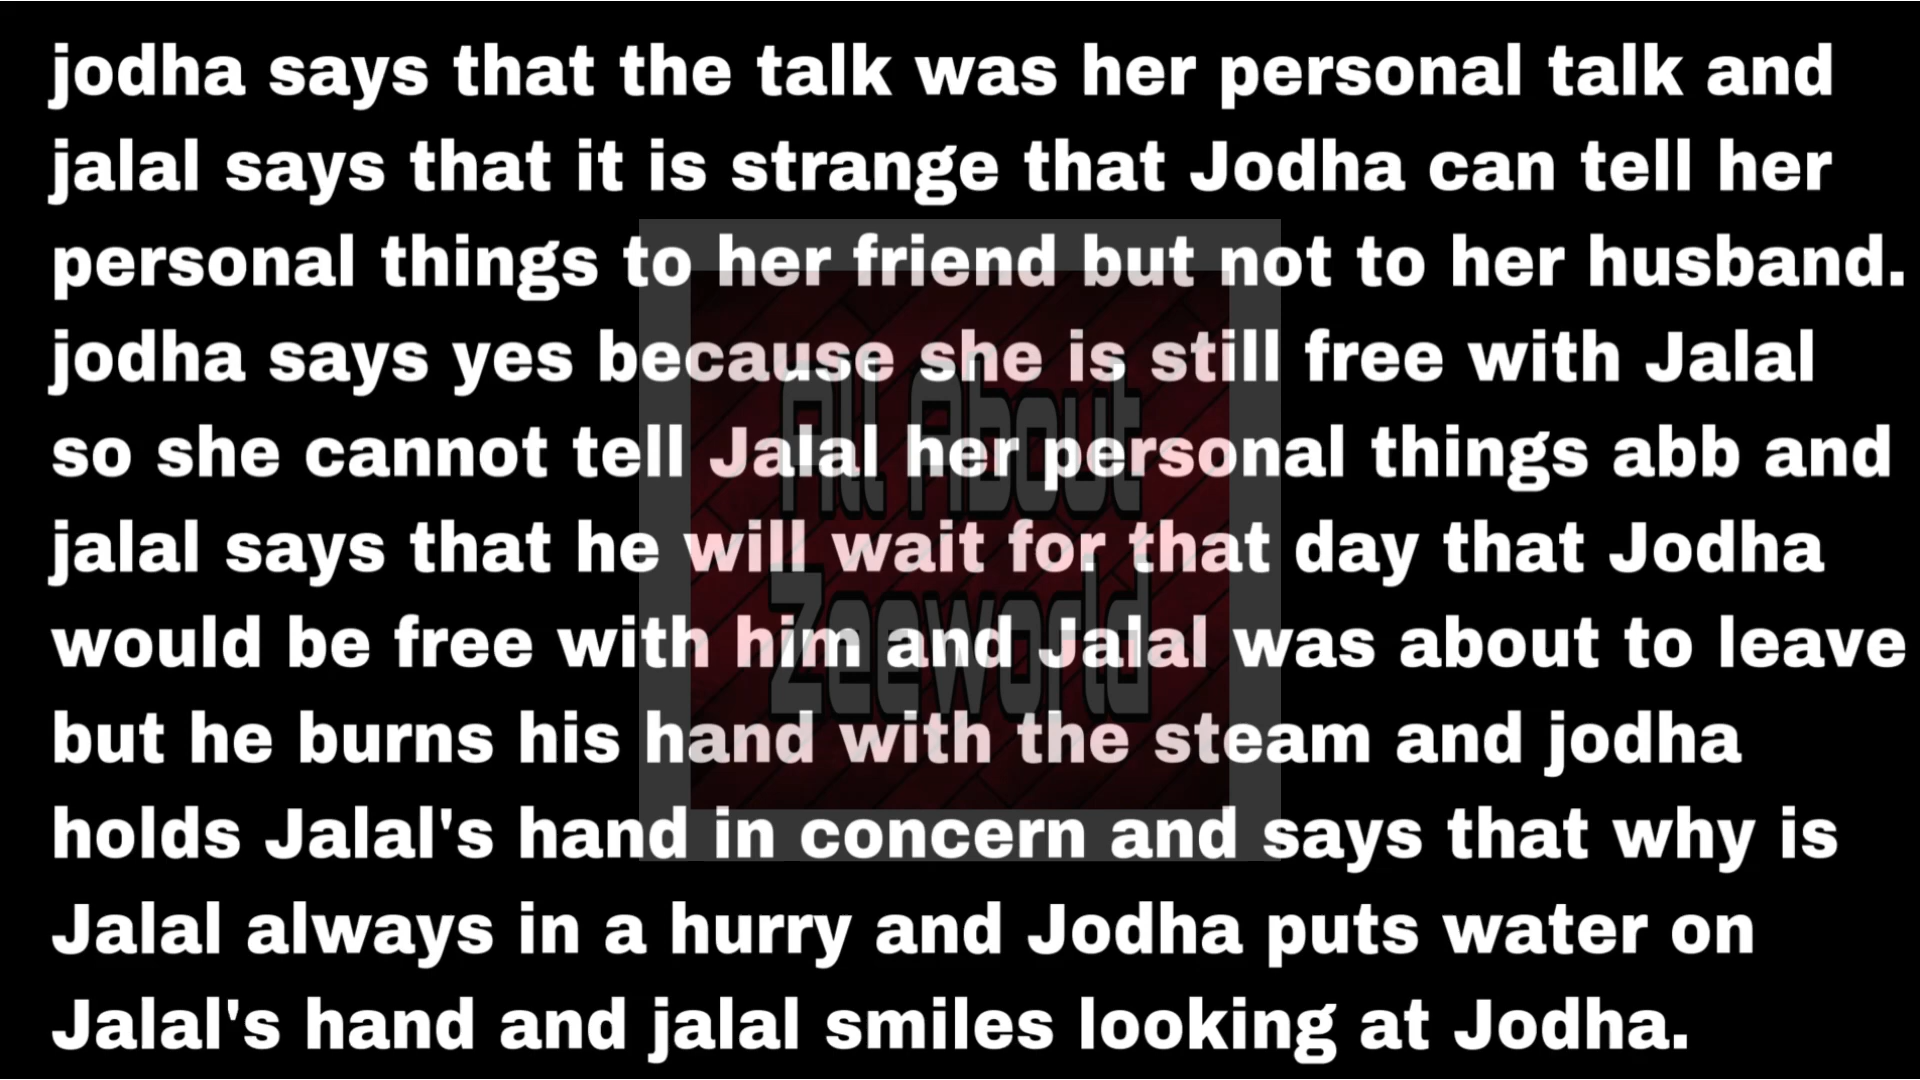 jodha says that the talk was her personal talk and
jalal says that it is strange that Jodha can tell her
personal things to her friend but not to her husband.
jodha says yes because she is still free with Jalal
so she cannot tell Jalal her personal things abb and
jalal says that he will wait for that day that Jodha
would be free with him and Jalal was about to leave
but he burns his hand with the steam and jodha
holds Jalal's hand in concern and says that why is
Jalal always in a hurry and Jodha puts water on
Jalal's hand and jalal smiles looking at Jodha.
All About
Zeeworld